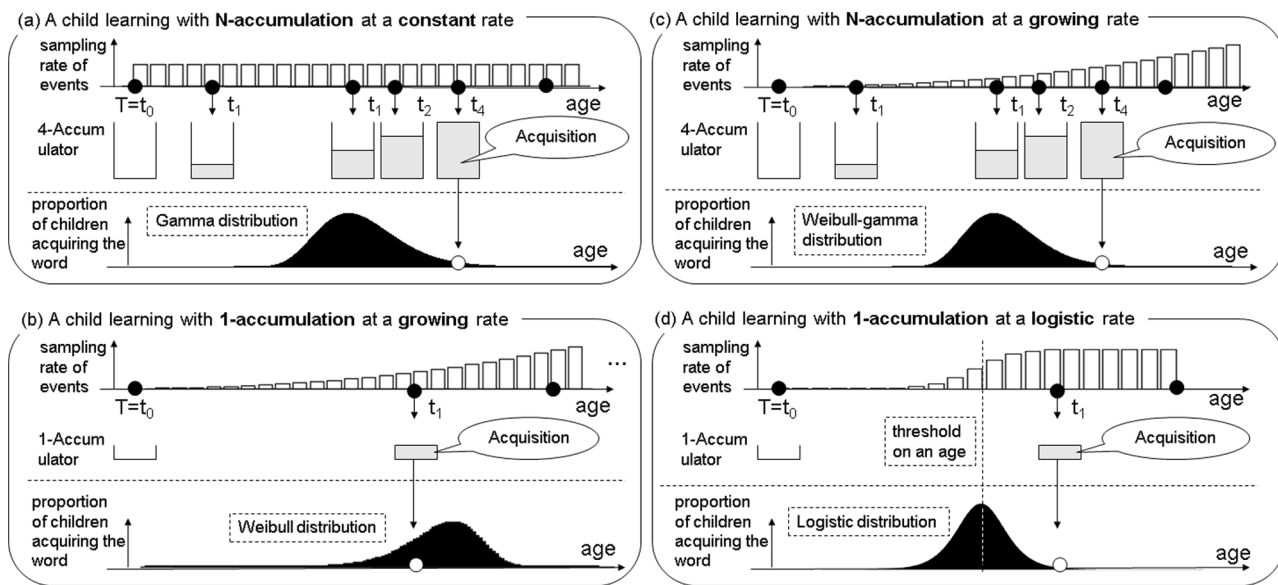 (a) A child learning with N-accumulation at a constant rate
sampling
rate of
events
T=t0
t1
t1
t2
t4
age
4-Accum
ulator
Acquisition
proportion
of children
acquiring the
word
Gamma distribution
age
(c) A child learning with N-accumulation at a growing rate
sampling
rate of
events
T=t0
t1
t1
t2
t4
age
4-Accum
ulator
Acquisition
proportion
of children
acquiring the
word
Weibull-gamma
distribution
age
(b) A child learning with 1-accumulation at a growing rate
sampling
rate of
events
...
T=t0
t1
age
1-Accum
ulator
Acquisition
proportion
of children
acquiring the
word
Weibull distribution
age
(d) A child learning with 1-accumulation at a logistic rate
sampling
rate of
events
T=t0
t1
age
1-Accum
ulator
threshold
on an age
Acquisition
proportion
of children
acquiring the
word
Logistic distribution
age